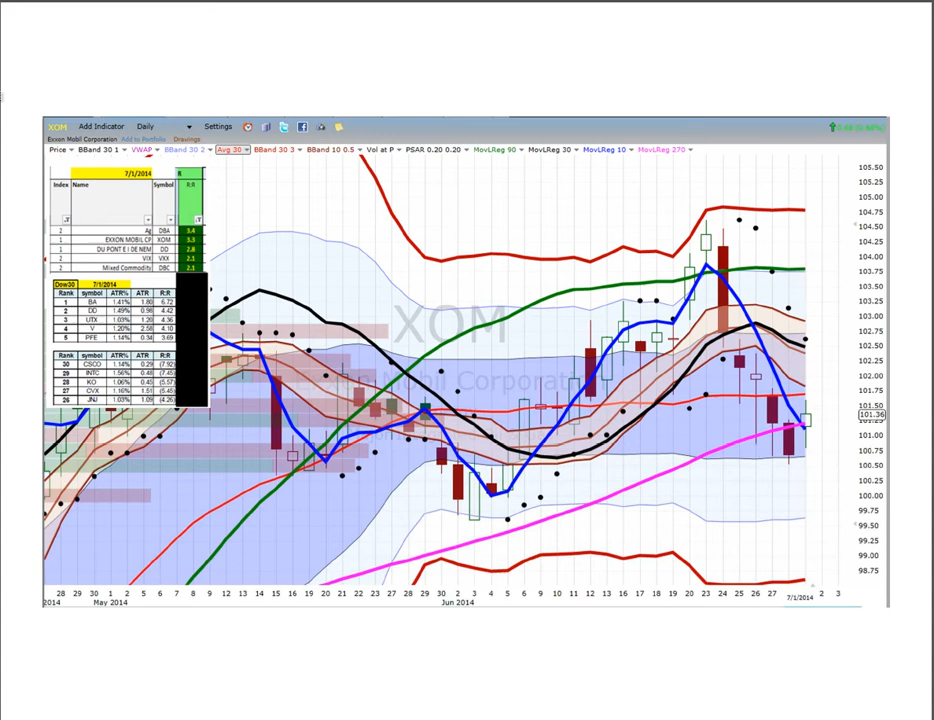 XOM Add Indicator Daily Settings
Exxon Mobil Corporation Add to Portfolio Drawings
Price BBand 30 1 VWAP BBand 30 2 Avg 30 BBand 30 3 BBand 10 0.5 Vol at P PSAR 0.20 0.20 MovLReg 90 MovLReg 30 MovLReg 10 MovLReg 270
7/1/2014 R
Index Name Symbol R:R
2 Ag DBA 3.4
1 EXXON MOBIL CP XOM 3.3
1 DU PONT E I DE NEM DD 2.8
2 VIX VXX 2.1
2 Mixed Commodity DBC 2.1
Dow30 7/1/2014
Rank symbol ATR% ATR R:R
1 BA 1.41% 1.80 6.72
2 DD 1.49% 0.98 4.42
3 UTX 1.03% 1.20 4.36
4 V 1.20% 2.58 4.10
5 PFE 1.14% 0.34 3.69
Rank symbol ATR% ATR R:R
30 CSCO 1.14% 0.29 (7.92)
29 INTC 1.56% 0.48 (7.45)
28 KO 1.06% 0.45 (5.57)
27 CVX 1.16% 1.51 (5.45)
26 JNJ 1.03% 1.09 (4.26)
XOM
Mobil Corporation
105.50
105.25
105.00
104.75
104.50
104.25
104.00
103.75
103.50
103.25
103.00
102.75
102.50
102.25
102.00
101.75
101.50
101.36
101.00
100.75
100.50
100.25
100.00
99.75
99.50
99.25
99.00
98.75
28 29 30 1 2 5 6 7 8 9 12 13 14 15 16 19 20 21 22 23 27 28 29 30 2 3 4 5 6 9 10 11 12 13 16 17 18 19 20 23 24 25 26 27 7/1/2014 2 3
2014 May 2014 Jun 2014